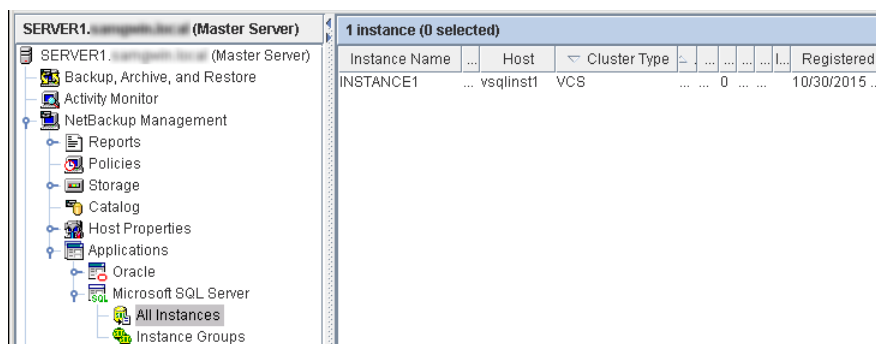 SERVER1. (Master Server)
1 instance (0 selected)
SERVER1. (Master Server)
Backup, Archive, and Restore
Activity Monitor
NetBackup Management
Reports
Policies
Storage
Catalog
Host Properties
Applications
Oracle
Microsoft SQL Server
All Instances
Instance Groups
Instance Name ... Host Cluster Type . ... ... ... ... I... Registered
INSTANCE1 ... vsqlinst1 VCS ... ... 0 ... ... 10/30/2015 ..